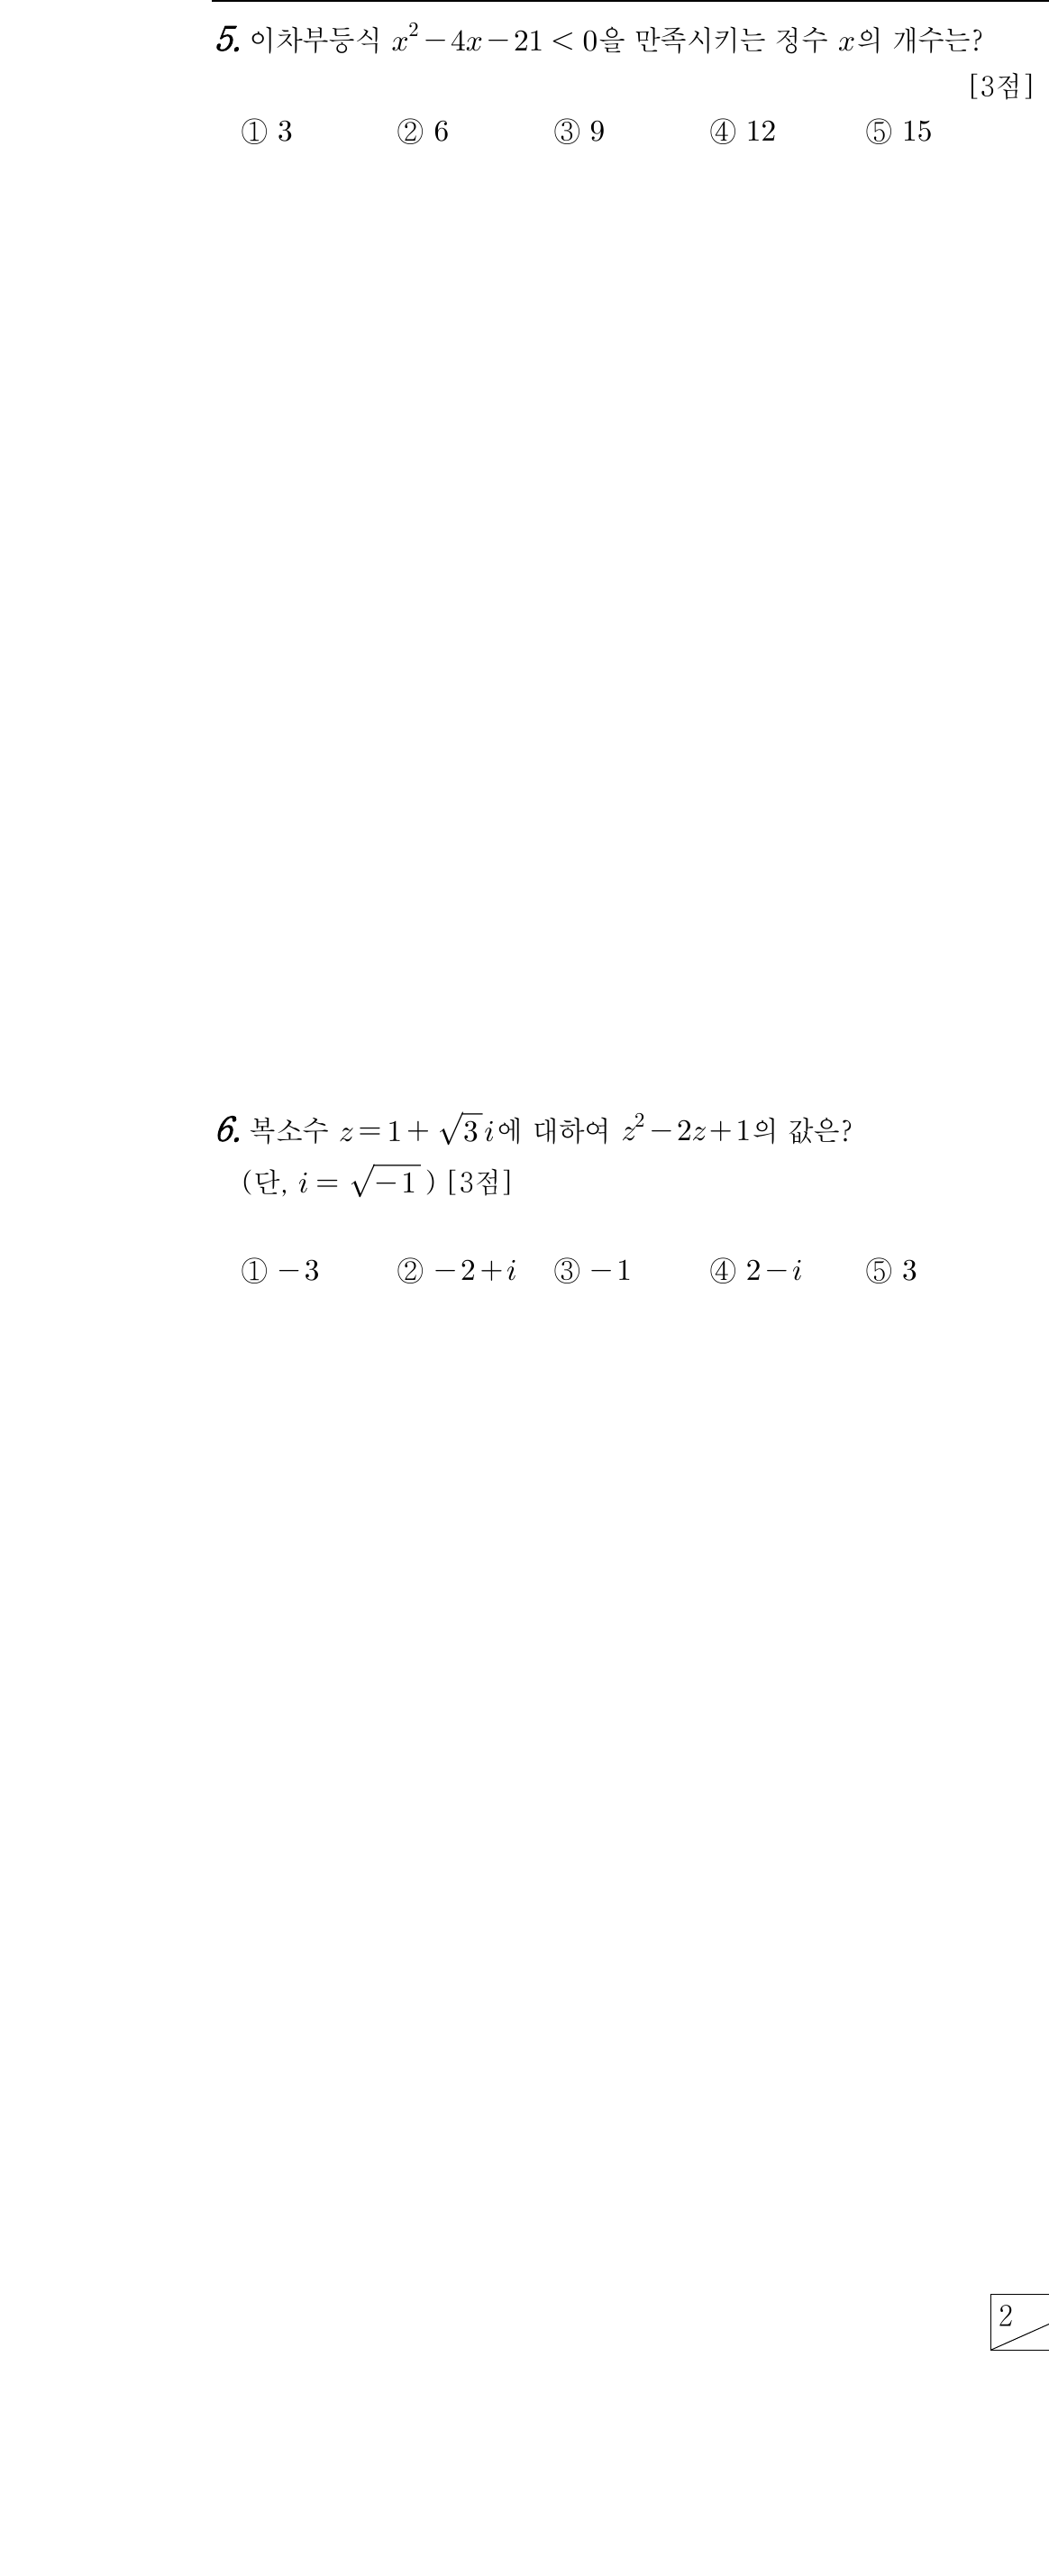 5. 이차부등식 x²-4x-21<0을 만족시키는 정수 x의 개수는?
[3점]
① 3 ② 6 ③ 9 ④ 12 ⑤ 15
6. 복소수 z=1+√3i에 대하여 z²-2z+1의 값은?
(단, i=√-1) [3점]
① -3 ② -2+i ③ -1 ④ 2-i ⑤ 3
2